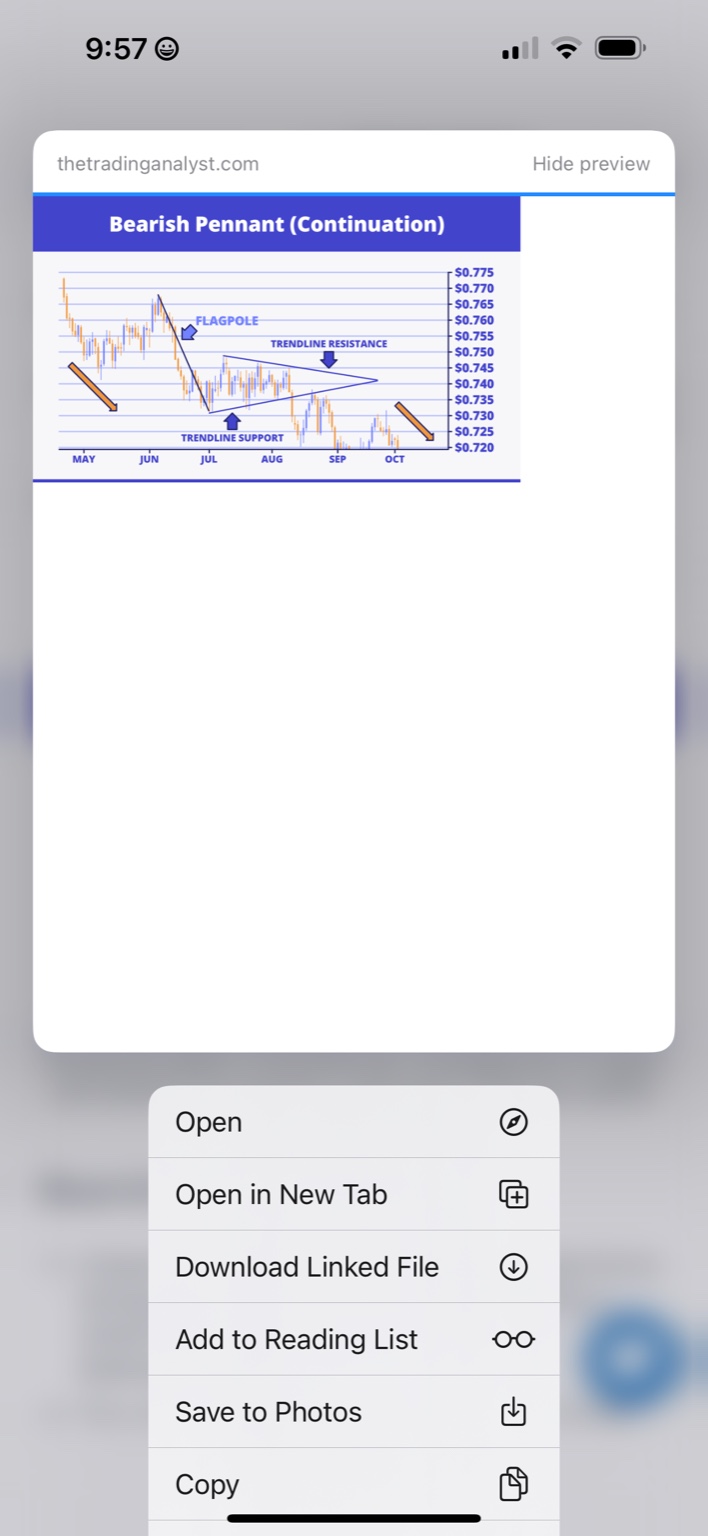 9:57
thetradinganalyst.com Hide preview
Bearish Pennant (Continuation)
$0.775
$0.770
$0.765
FLAGPOLE $0.760
$0.755
TRENDLINE RESISTANCE $0.750
$0.745
$0.740
$0.735
$0.730
TRENDLINE SUPPORT $0.725
$0.720
MAY JUN JUL AUG SEP OCT
Open
Open in New Tab
Download Linked File
Add to Reading List
Save to Photos
Copy